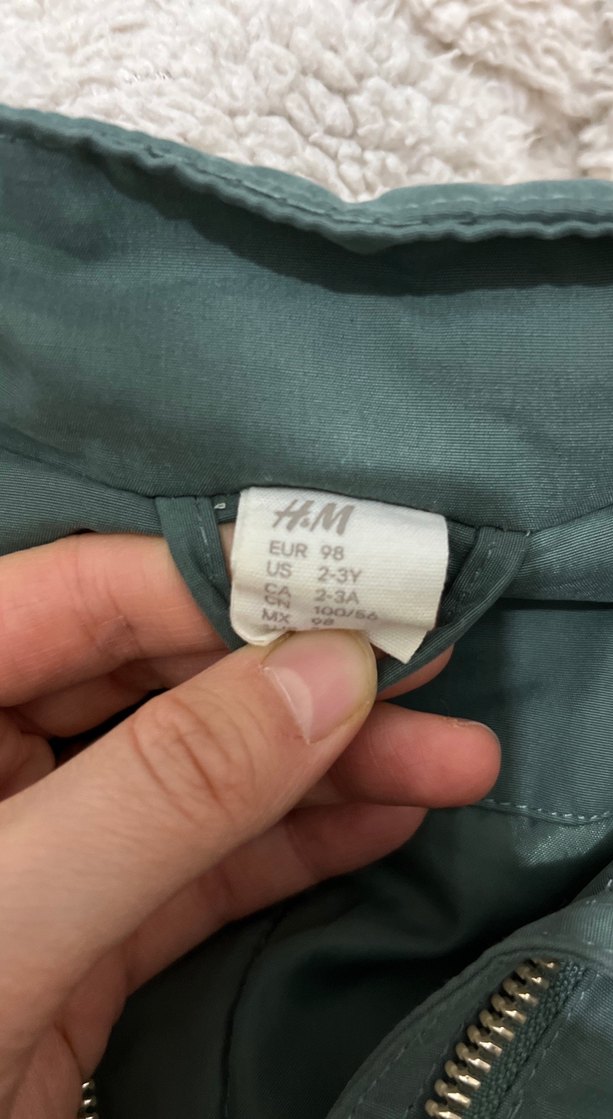 H&M
EUR 98
US 2-3Y
CA 2-3A
CN 100/56
MX 98